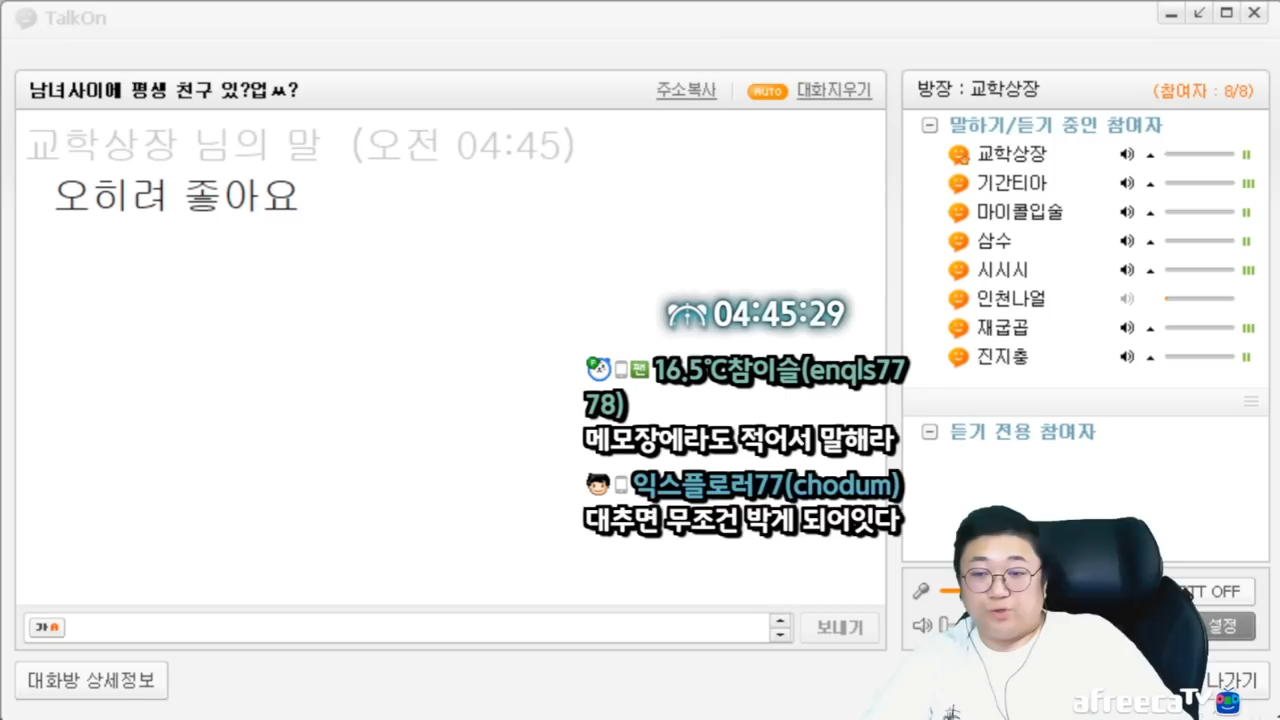 TalkOn
남녀사이에 평생 친구 있?업ㅆ?
주소복사
AUTO
대화지우기
교학상장 님의 말 (오전 04:45)
오히려 좋아요
04:45:29
16.5℃참이슬(enqls77
78)
메모장에라도 적어서 말해라
익스플로러77(chodum)
대추면 무조건 박게 되어잇다
가
보내기
대화방 상세정보
방장 : 교학상장
(참여자 : 8/8)
말하기/듣기 중인 참여자
교학상장
기간티아
마이콜입술
삼수
시시시
인천나얼
재굽곱
진지충
듣기 전용 참여자
OFF
설정
나가기
afreecaTV